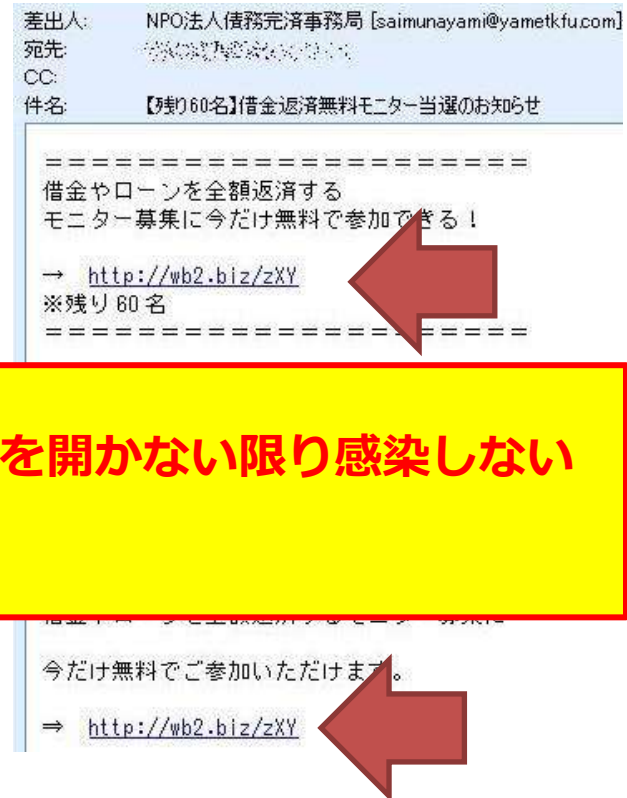 差出人: NPO法人債務完済事務局 [saimunayami@yametkfu.com]
宛先:
CC:
件名: 【残り60名】借金返済無料モニター当選のお知らせ
＝＝＝＝＝＝＝＝＝＝＝＝＝＝＝＝＝＝＝＝＝
借金やローンを全額返済する
モニター募集に今だけ無料で参加できる！
→ http://wb2.biz/zXY
※残り60名
＝＝＝＝＝＝＝＝＝＝＝＝＝＝＝＝＝＝＝＝＝
を開かない限り感染しない
今だけ無料でご参加いただけます。
⇒ http://wb2.biz/zXY